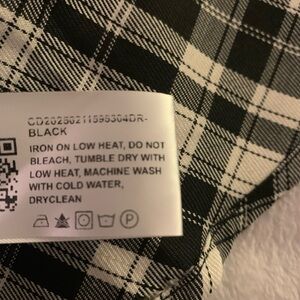 CD20250211595304DR-
BLACK
IRON ON LOW HEAT, DO NOT
BLEACH, TUMBLE DRY WITH
LOW HEAT, MACHINE WASH
WITH COLD WATER,
DRYCLEAN
P